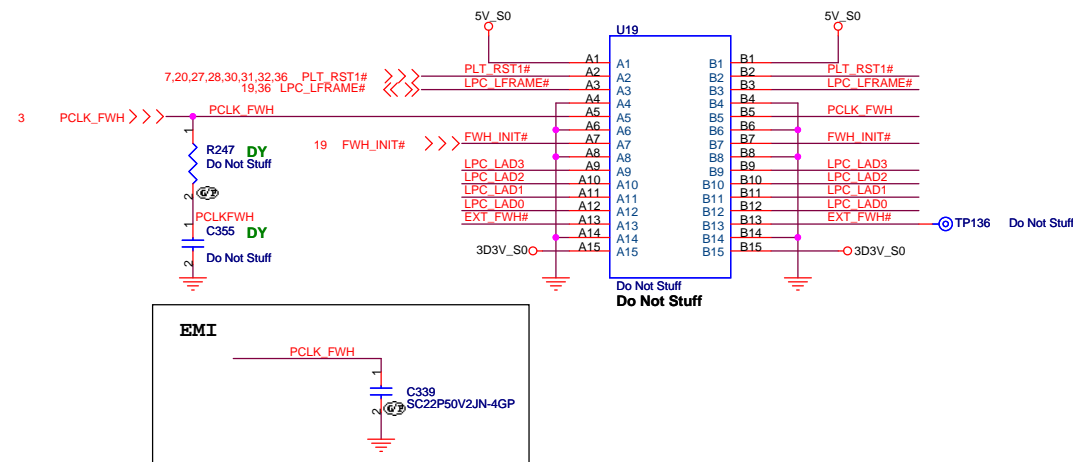 5V_S0
5V_S0
U19
A1 A1 B1 B1
7,20,27,28,30,31,32,36 PLT_RST1# PLT_RST1# A2 A2 B2 B2 PLT_RST1#
19,36 LPC_LFRAME# LPC_LFRAME# A3 A3 B3 B3 LPC_LFRAME#
A4 A4 B4 B4
3 PCLK_FWH PCLK_FWH A5 A5 B5 B5 PCLK_FWH
A6 A6 B6 B6
19 FWH_INIT# FWH_INIT# A7 A7 B7 B7 FWH_INIT#
A8 A8 B8 B8
LPC_LAD3 A9 A9 B9 B9 LPC_LAD3
LPC_LAD2 A10 A10 B10 B10 LPC_LAD2
LPC_LAD1 A11 A11 B11 B11 LPC_LAD1
LPC_LAD0 A12 A12 B12 B12 LPC_LAD0
EXT_FWH# A13 A13 B13 B13 EXT_FWH# TP136 Do Not Stuff
A14 A14 B14 B14
3D3V_S0 A15 A15 B15 B15 3D3V_S0
Do Not Stuff
Do Not Stuff
1
R247 DY
Do Not Stuff
2 G/P
PCLKFWH
1
C355 DY
Do Not Stuff
2
EMI
PCLK_FWH
1
C339
SC22P50V2JN-4GP
2 G/P